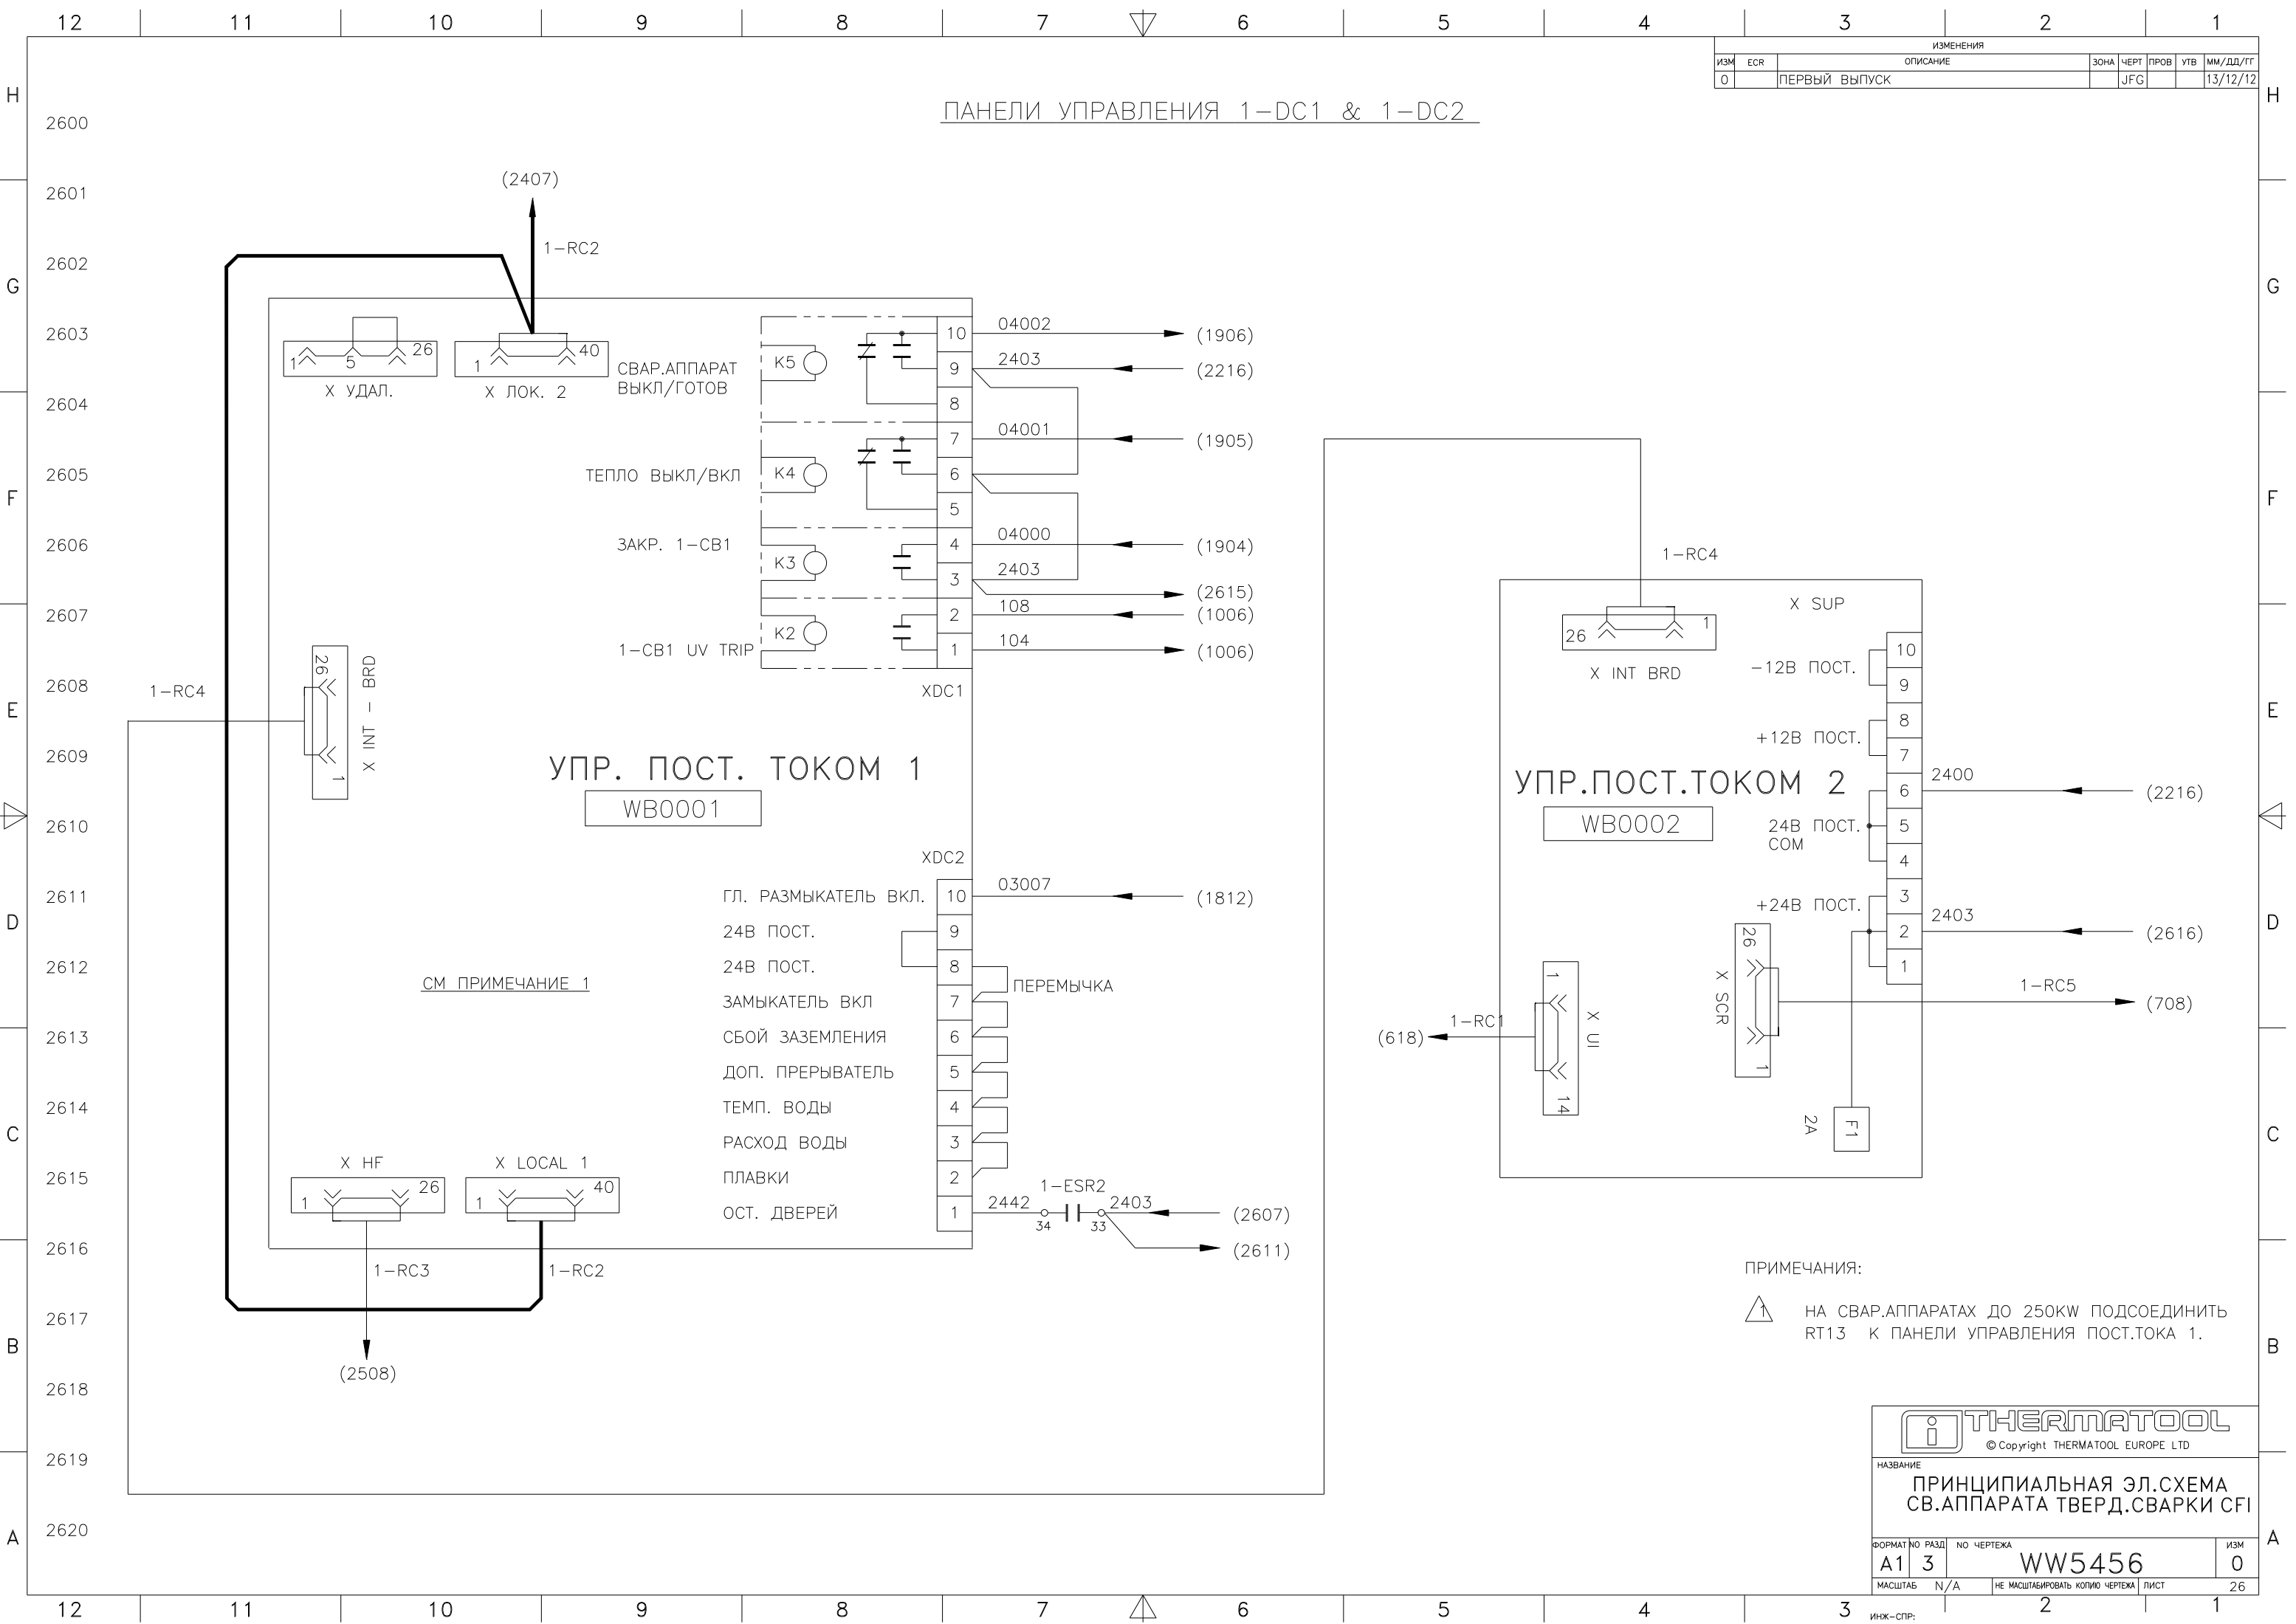 12 11 10 9 8 7 6 5 4 3 2 1
ИЗМЕНЕНИЯ
ИЗМ ECR ОПИСАНИЕ ЗОНА ЧЕРТ ПРОВ УТВ ММ/ДД/ГГ
0 ПЕРВЫЙ ВЫПУСК JFG 13/12/12
H H
ПАНЕЛИ УПРАВЛЕНИЯ 1-DC1 & 1-DC2
2600
2601
2602
G G
2603
2604
2605
F F
2606
2607
2608
E E
2609
2610
2611
D D
2612
2613
2614
C C
2615
2616
2617
B B
2618
2619
2620
A A
(2407)
1-RC2
1 5 26
X УДАЛ.
1 40
X ЛОК. 2
СВАР.АППАРАТ
ВЫКЛ/ГОТОВ
K5
ТЕПЛО ВЫКЛ/ВКЛ
K4
ЗАКР. 1-CB1
K3
1-CB1 UV TRIP
K2
10 04002 (1906)
9 2403 (2216)
8
7 04001 (1905)
6
5
4 04000 (1904)
3 2403
(2615)
2 108 (1006)
1 104 (1006)
XDC1
1-RC4
26 1
X INT - BRD
УПР. ПОСТ. ТОКОМ 1
WB0001
XDC2
ГЛ. РАЗМЫКАТЕЛЬ ВКЛ. 10 03007 (1812)
24В ПОСТ. 9
24В ПОСТ. 8
ПЕРЕМЫЧКА
ЗАМЫКАТЕЛЬ ВКЛ 7
СБОЙ ЗАЗЕМЛЕНИЯ 6
ДОП. ПРЕРЫВАТЕЛЬ 5
ТЕМП. ВОДЫ 4
РАСХОД ВОДЫ 3
ПЛАВКИ 2
1-ESR2
ОСТ. ДВЕРЕЙ 1 2442 34 33 2403 (2607)
(2611)
СМ ПРИМЕЧАНИЕ 1
X HF
1 26
X LOCAL 1
1 40
1-RC3
1-RC2
(2508)
1-RC4
X SUP
26 1
X INT BRD
-12В ПОСТ. 10
9
+12В ПОСТ. 8
7
УПР.ПОСТ.ТОКОМ 2
WB0002
6 2400 (2216)
24В ПОСТ.
COM
5
4
+24В ПОСТ. 3
2 2403 (2616)
1
26 1
X SCR
1-RC5
(708)
1 14
X UI
1-RC1
(618)
2A
F1
ПРИМЕЧАНИЯ:
1 НА СВАР.АППАРАТАХ ДО 250KW ПОДСОЕДИНИТЬ
RT13 К ПАНЕЛИ УПРАВЛЕНИЯ ПОСТ.ТОКА 1.
i THERMATOOL
© Copyright THERMATOOL EUROPE LTD
НАЗВАНИЕ
ПРИНЦИПИАЛЬНАЯ ЭЛ.СХЕМА
СВ.АППАРАТА ТВЕРД.СВАРКИ CFI
ФОРМАТ NO РАЗД NO ЧЕРТЕЖА ИЗМ
A1 3 WW5456 0
МАСШТАБ N/A НЕ МАСШТАБИРОВАТЬ КОПИЮ ЧЕРТЕЖА ЛИСТ 26
12 11 10 9 8 7 6 5 4 3 2 1
ИНЖ-СПР: